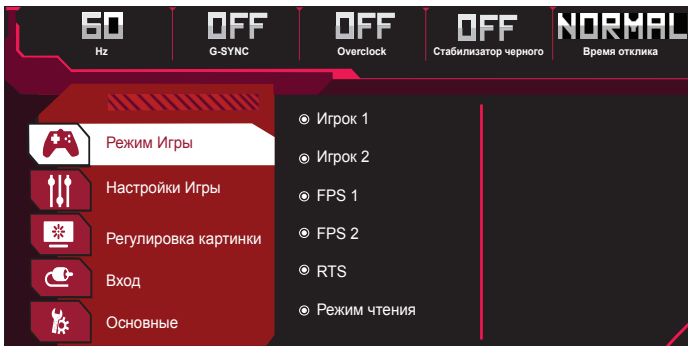 60 OFF OFF OFF NORMAL
Hz G-SYNC Overclock Стабилизатор черного Время отклика
Режим Игры
Настройки Игры
Регулировка картинки
Вход
Основные
Игрок 1
Игрок 2
FPS 1
FPS 2
RTS
Режим чтения